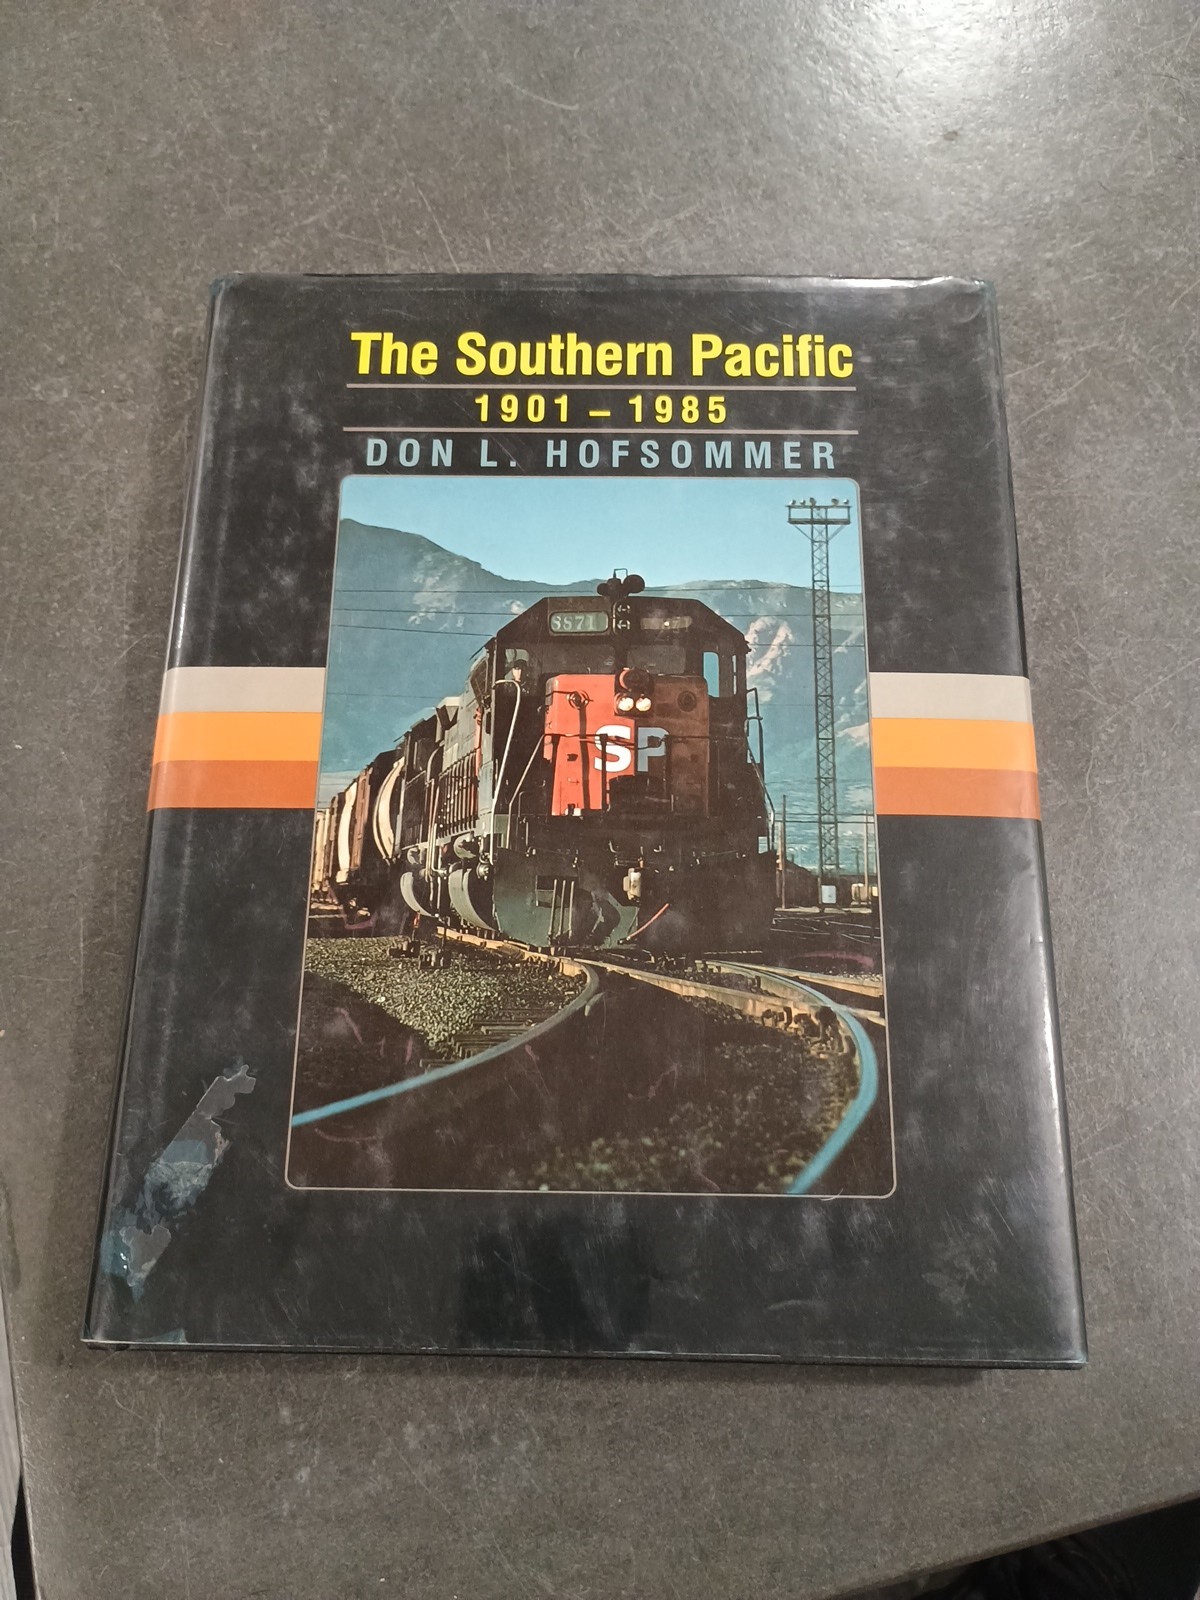 The Southern Pacific
1901 – 1985
DON L. HOFSOMMER
SP